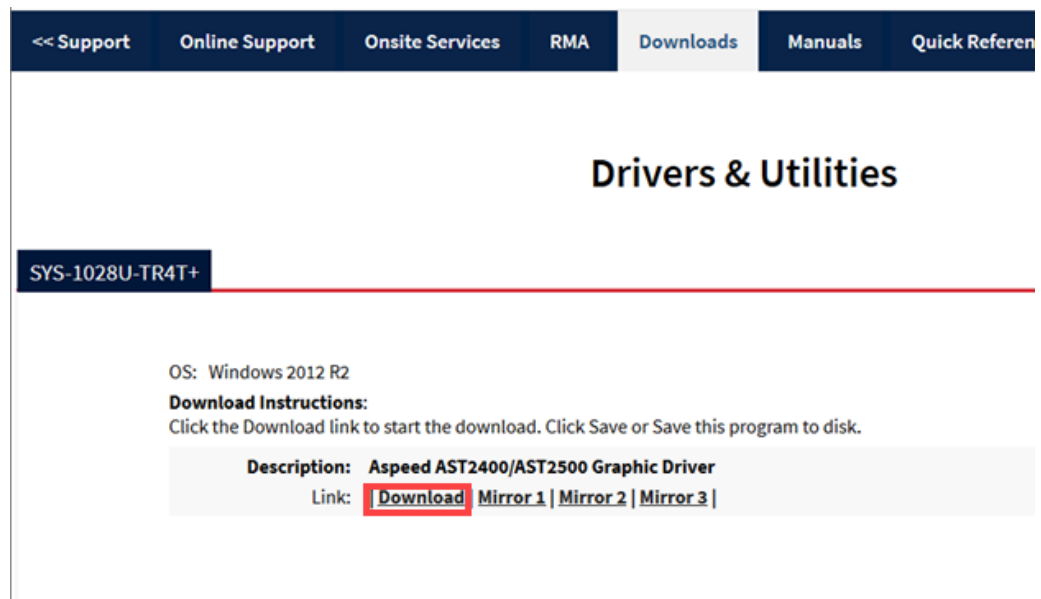 << Support Online Support Onsite Services RMA Downloads Manuals Quick Referen
Drivers & Utilities
SYS-1028U-TR4T+
OS: Windows 2012 R2
Download Instructions:
Click the Download link to start the download. Click Save or Save this program to disk.
Description: Aspeed AST2400/AST2500 Graphic Driver
Link: | Download | Mirror 1 | Mirror 2 | Mirror 3 |